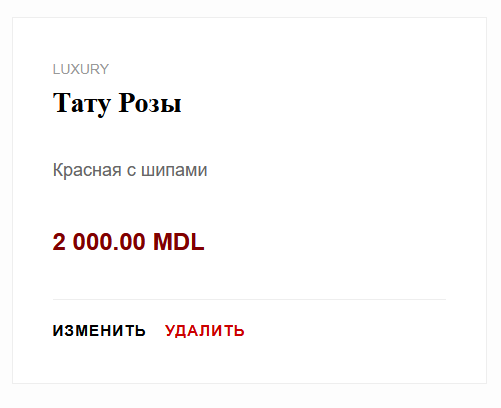 LUXURY
Тату Розы
Красная с шипами
2 000.00 MDL
ИЗМЕНИТЬ УДАЛИТЬ